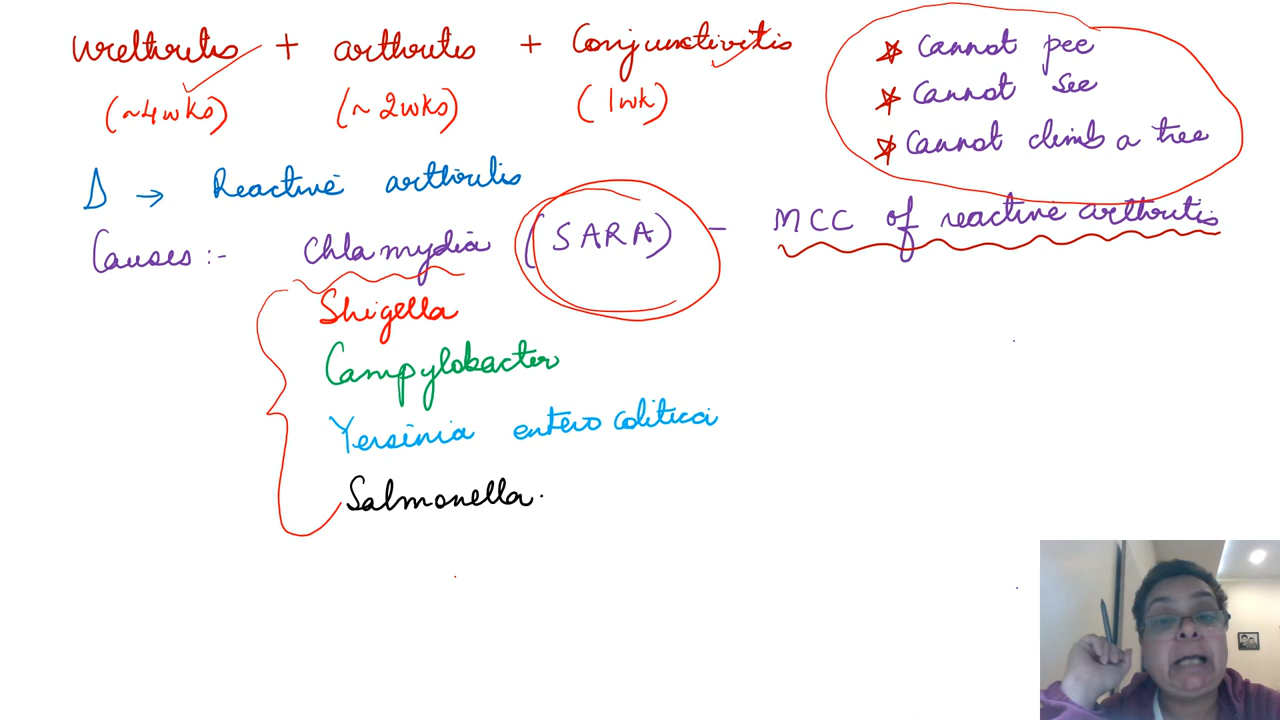 urethritis + arthritis + Conjunctivitis
(~4wks) (~2wks) (1wk)
* Cannot pee
* Cannot see
* Cannot climb a tree
Δ → Reactive arthritis
Causes :- Chlamydia (SARA) - MCC of reactive arthritis
Shigella
Campylobacter
Yersinia enterocolitica
Salmonella.